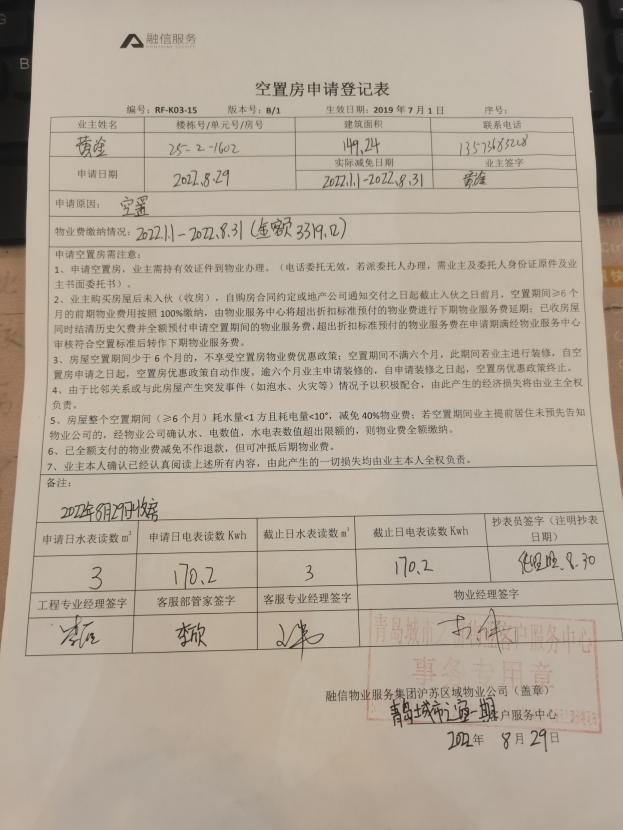 融信服务
空置房申请登记表
编号：RF-K03-15 版本号：B/1 生效日期：2019年7月1日 序号：
业主姓名 楼栋号/单元号/房号 建筑面积 联系电话
25-2-1602 149.24
申请日期 2022.8.29 实际减免日期 业主签字
2022.1.1-2022.8.31
申请原因：空置
物业费缴纳情况：2022.1.1-2022.8.31（金额3319.12）
申请空置房需注意：
1、申请空置房，业主需持有效证件到物业办理。（电话委托无效，若派委托人办理，需业主及委托人身份证原件及业
主书面委托书）。
2、业主购买房屋后未入伙（收房），自购房合同约定或地产公司通知交付之日起截止入伙之日前月，空置期间≥6个
月的前期物业费用按照100%缴纳，由物业服务中心将超出折扣标准预付的物业费进行下期物业服务费延期；已收房屋
同时结清历史欠费并全额预付申请空置期间的物业服务费,超出折扣标准预付的物业服务费在申请期满经物业服务中心
审核符合空置标准后转作下期物业服务费。
3、房屋空置期间少于6个月的，不享受空置房物业费优惠政策；空置期间不满六个月，此期间若业主进行装修，自空
置房申请之日起，空置房优惠政策自动作废。逾六个月业主申请装修的，自申请装修之日起，空置房优惠政策终止。
4、由于比邻关系或与此房屋产生突发事件（如泡水、火灾等）情况予以积极配合，由此产生的经济损失将由业主全权
负责。
5、房屋整个空置期间（≥6个月）耗水量<1方且耗电量<10°，减免40%物业费；若空置期间业主提前居住未预先告知
物业公司的，经物业公司确认水、电数值，水电表数值超出限额的，则物业费全额缴纳。
6、已全额支付的物业费减免不作退款，但可冲抵后期物业费。
7、业主本人确认已经认真阅读上述所有内容，由此产生的一切损失均由业主本人全权负责。
备注：
2022年8月29日收房
申请日水表读数m³ 申请日电表读数Kwh 截止日水表读数m³ 截止日电表读数Kwh 抄表员签字（注明抄表
日期）
3 170.2 3 170.2 8.30
工程专业经理签字 客服部管家签字 客服专业经理签字 物业经理签字
李欣
事务专用章
融信物业服务集团沪苏区域物业公司（盖章）
青岛城市之窗一期客户服务中心
2022年8月29日